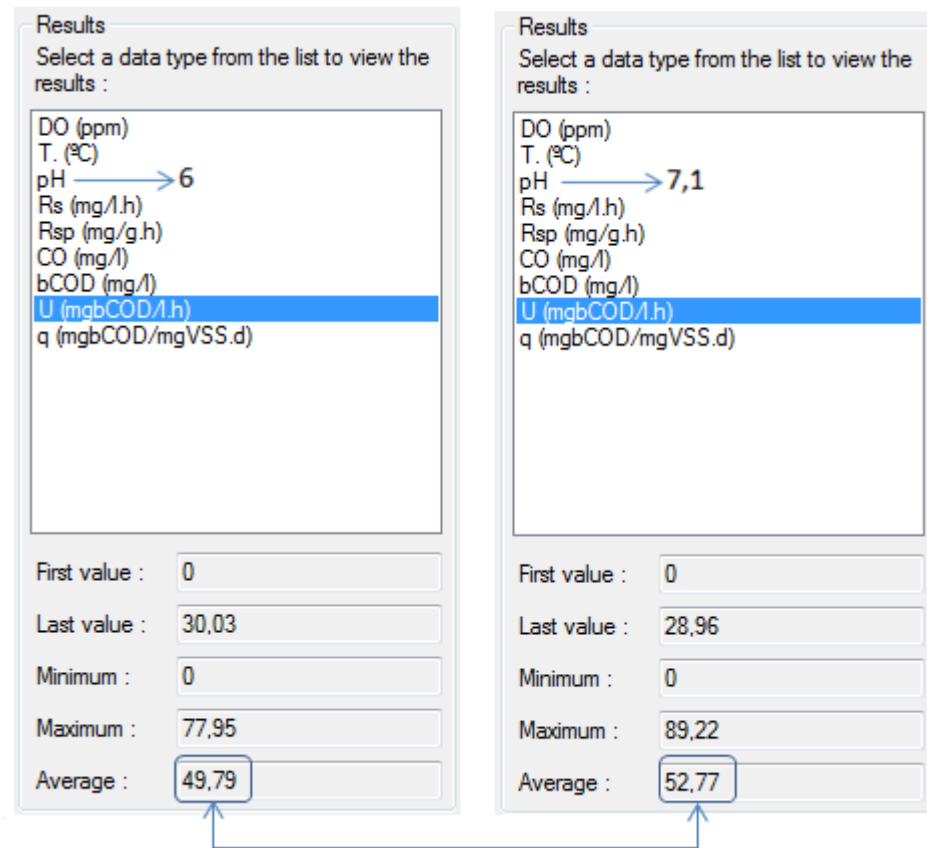 Results
Select a data type from the list to view the
results :
DO (ppm)
T. (ºC)
pH 6
Rs (mg/l.h)
Rsp (mg/g.h)
CO (mg/l)
bCOD (mg/l)
U (mgbCOD/l.h)
q (mgbCOD/mgVSS.d)
First value : 0
Last value : 30,03
Minimum : 0
Maximum : 77,95
Average : 49,79
Results
Select a data type from the list to view the
results :
DO (ppm)
T. (ºC)
pH 7,1
Rs (mg/l.h)
Rsp (mg/g.h)
CO (mg/l)
bCOD (mg/l)
U (mgbCOD/l.h)
q (mgbCOD/mgVSS.d)
First value : 0
Last value : 28,96
Minimum : 0
Maximum : 89,22
Average : 52,77